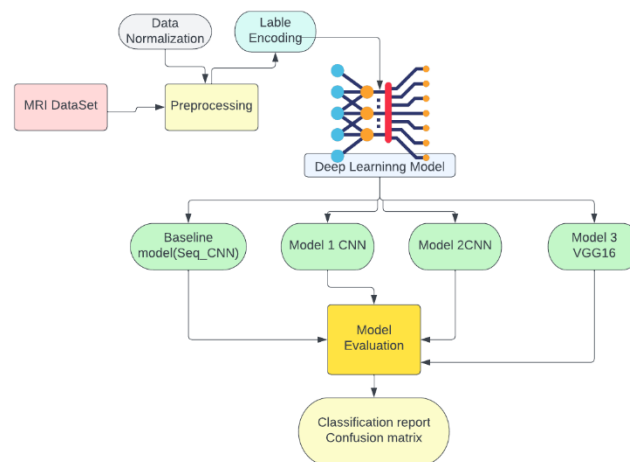 Data
Normalization
Lable
Encoding
MRI DataSet
Preprocessing
Deep Learninng Model
Baseline
model(Seq_CNN)
Model 1 CNN
Model 2CNN
Model 3
VGG16
Model
Evaluation
Classification report
Confusion matrix